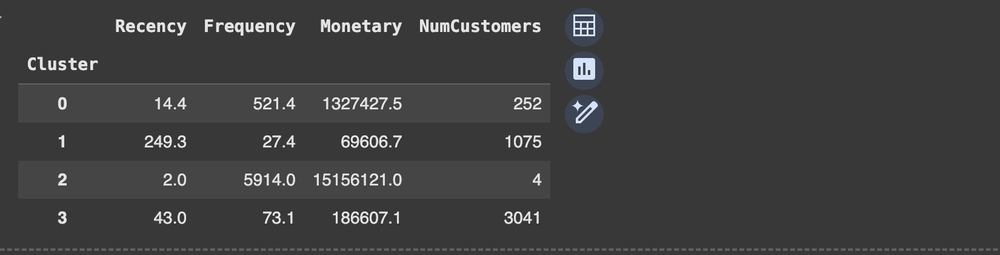 Recency Frequency Monetary NumCustomers
Cluster
0 14.4 521.4 1327427.5 252
1 249.3 27.4 69606.7 1075
2 2.0 5914.0 15156121.0 4
3 43.0 73.1 186607.1 3041